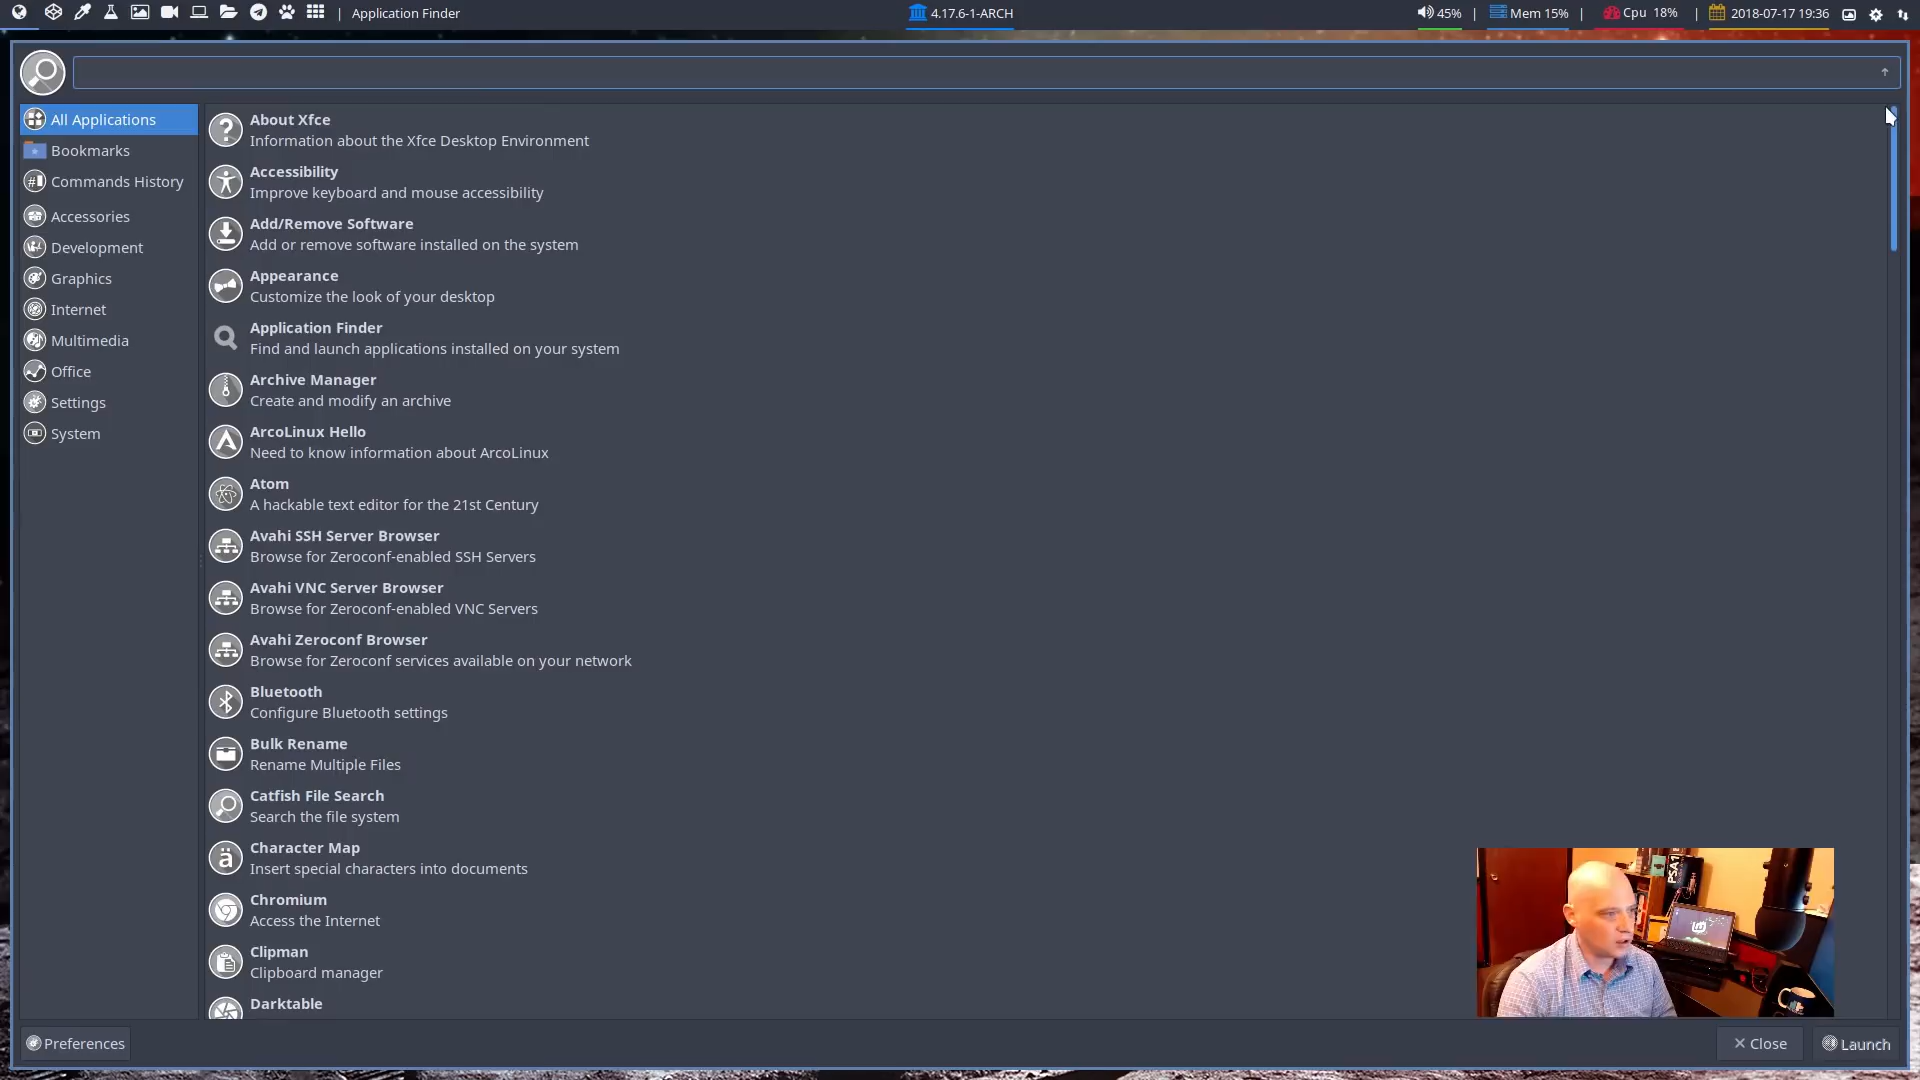 Application Finder
4.17.6-1-ARCH
45% | Mem 15% | Cpu 18% | 2018-07-17 19:36
All Applications
Bookmarks
Commands History
Accessories
Development
Graphics
Internet
Multimedia
Office
Settings
System
About Xfce
Information about the Xfce Desktop Environment
Accessibility
Improve keyboard and mouse accessibility
Add/Remove Software
Add or remove software installed on the system
Appearance
Customize the look of your desktop
Application Finder
Find and launch applications installed on your system
Archive Manager
Create and modify an archive
ArcoLinux Hello
Need to know information about ArcoLinux
Atom
A hackable text editor for the 21st Century
Avahi SSH Server Browser
Browse for Zeroconf-enabled SSH Servers
Avahi VNC Server Browser
Browse for Zeroconf-enabled VNC Servers
Avahi Zeroconf Browser
Browse for Zeroconf services available on your network
Bluetooth
Configure Bluetooth settings
Bulk Rename
Rename Multiple Files
Catfish File Search
Search the file system
Character Map
Insert special characters into documents
Chromium
Access the Internet
Clipman
Clipboard manager
Darktable
PSA1
Preferences
Close
Launch